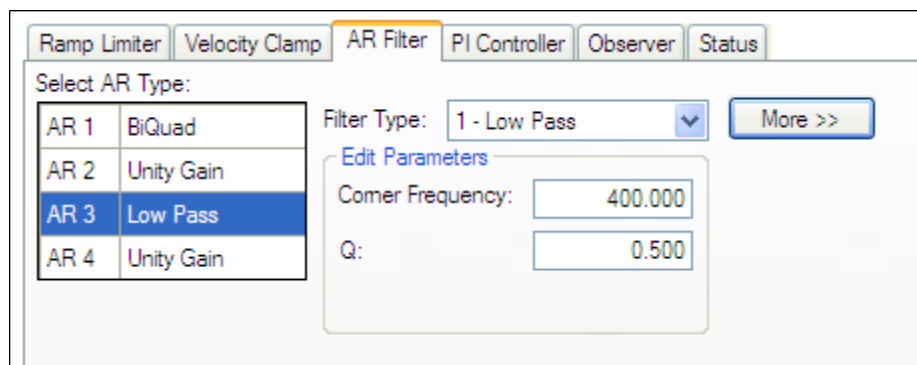 Ramp Limiter Velocity Clamp AR Filter PI Controller Observer Status
Select AR Type:
AR 1 BiQuad
AR 2 Unity Gain
AR 3 Low Pass
AR 4 Unity Gain
Filter Type: 1 - Low Pass More >>
Edit Parameters
Corner Frequency: 400.000
Q: 0.500